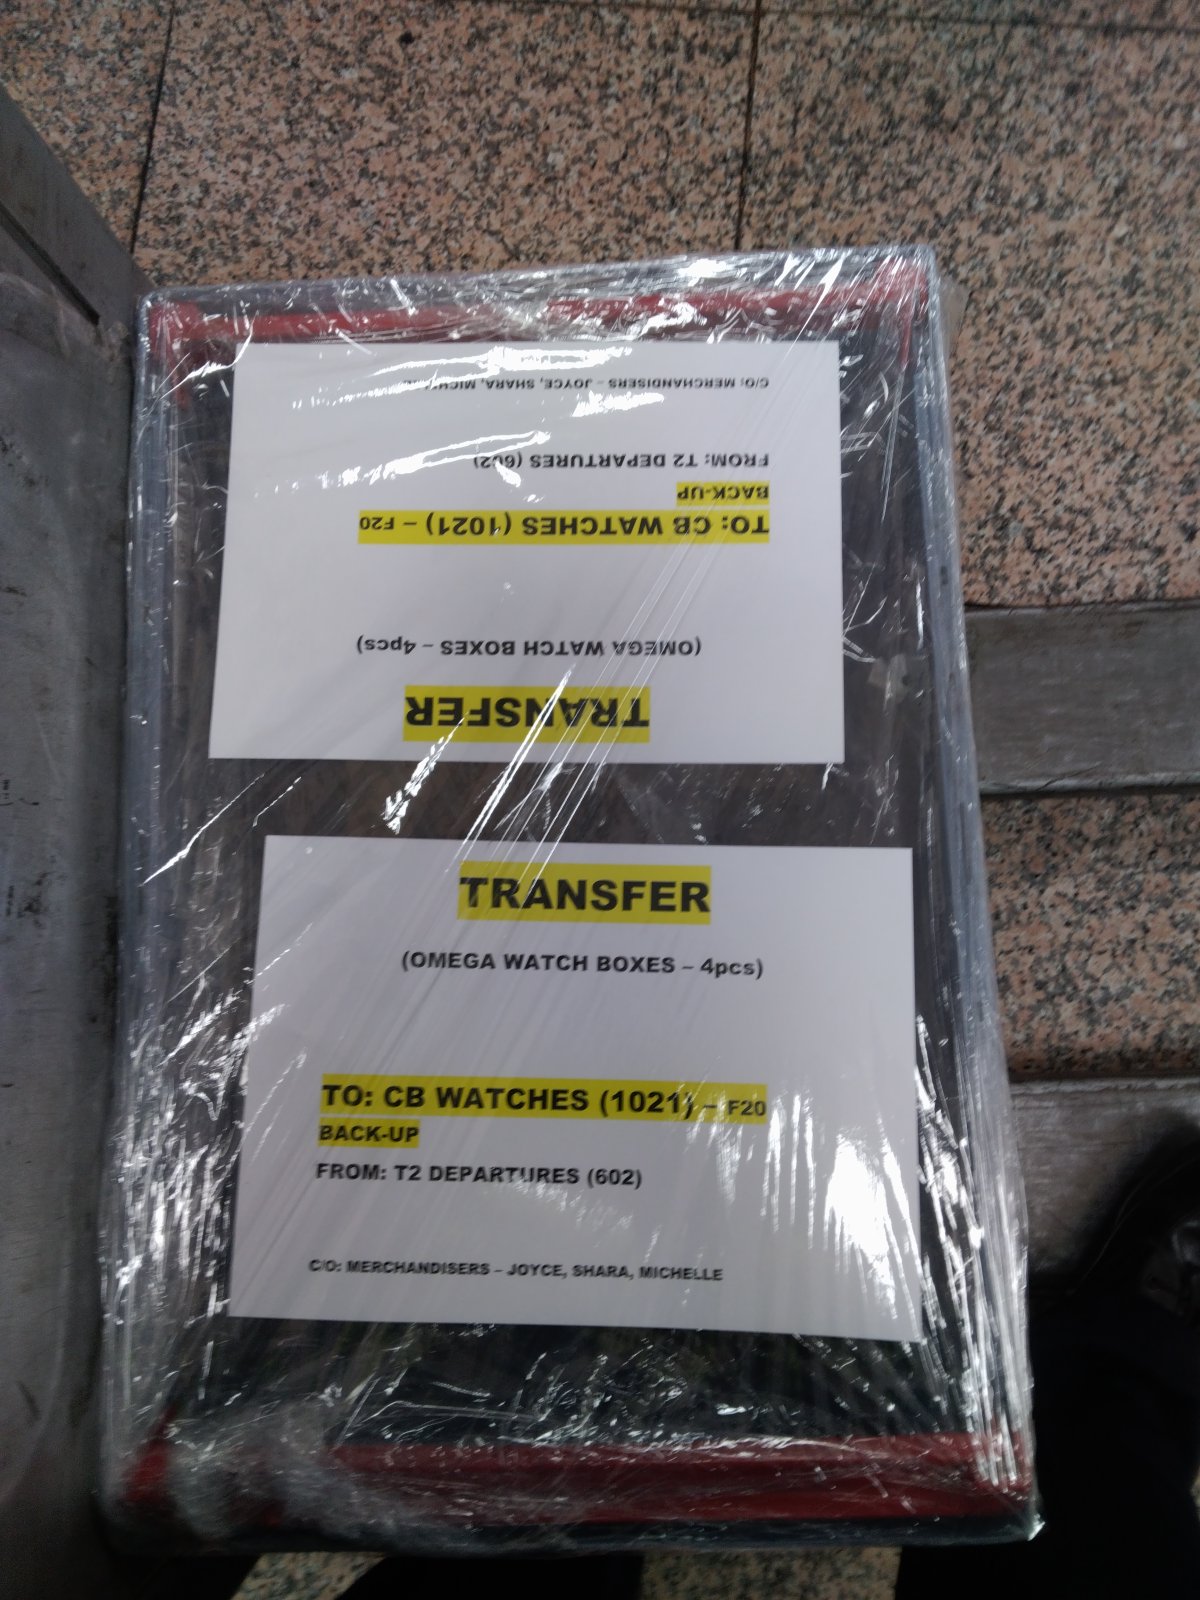 C/O: MERCHANDISERS – JOYCE, SHARA,
FROM: T2 DEPARTURES (602)
BACK-UP
TO: CB WATCHES (1021) – F20
(OMEGA WATCH BOXES – 4pcs)
TRANSFER
TRANSFER
(OMEGA WATCH BOXES – 4pcs)
TO: CB WATCHES (1021) – F20
BACK-UP
FROM: T2 DEPARTURES (602)
C/O: MERCHANDISERS – JOYCE, SHARA, MICHELLE